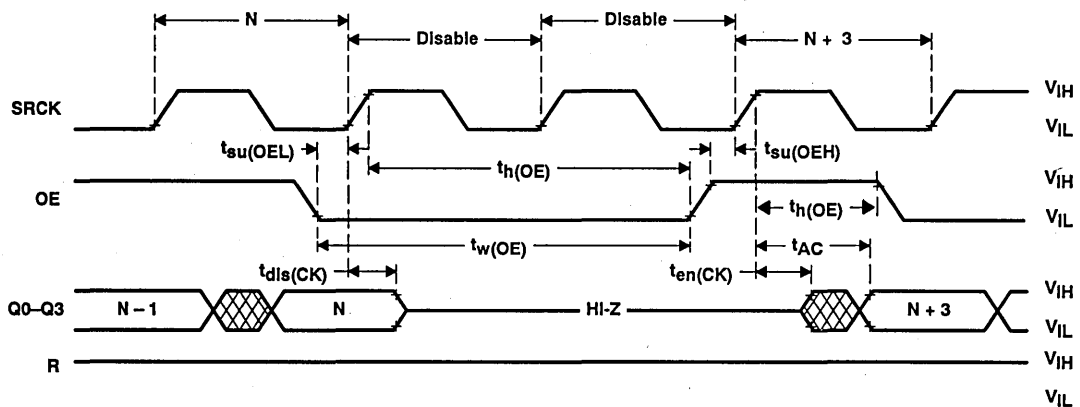 N
Disable
Disable
N + 3
SRCK
VIH
VIL
tsu(OEL)
th(OE)
tsu(OEH)
OE
VIH
VIL
th(OE)
tw(OE)
tAC
tdis(CK)
ten(CK)
Q0–Q3
N – 1
N
HI-Z
N + 3
VIH
VIL
R
VIH
VIL